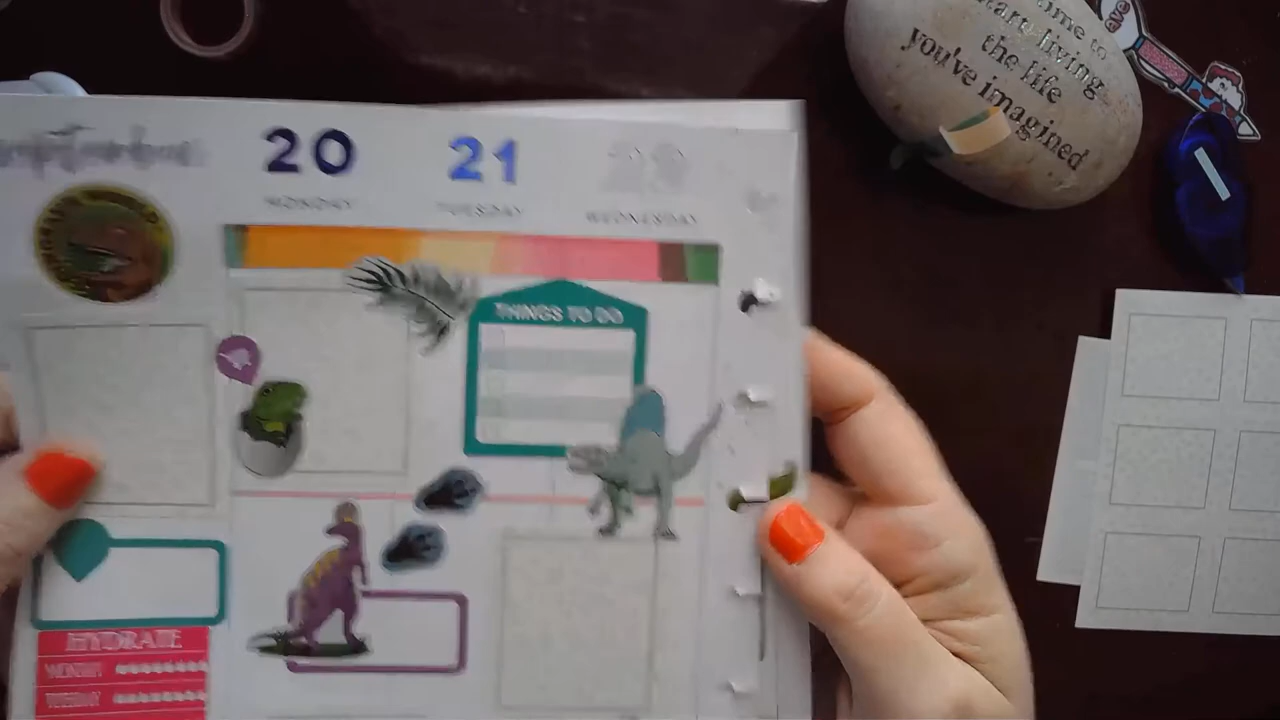 time to
start living
the life
you've imagined
20
21
MONDAY
TUESDAY
WEDNESDAY
THINGS TO DO
HYDRATE
MONDAY
TUESDAY